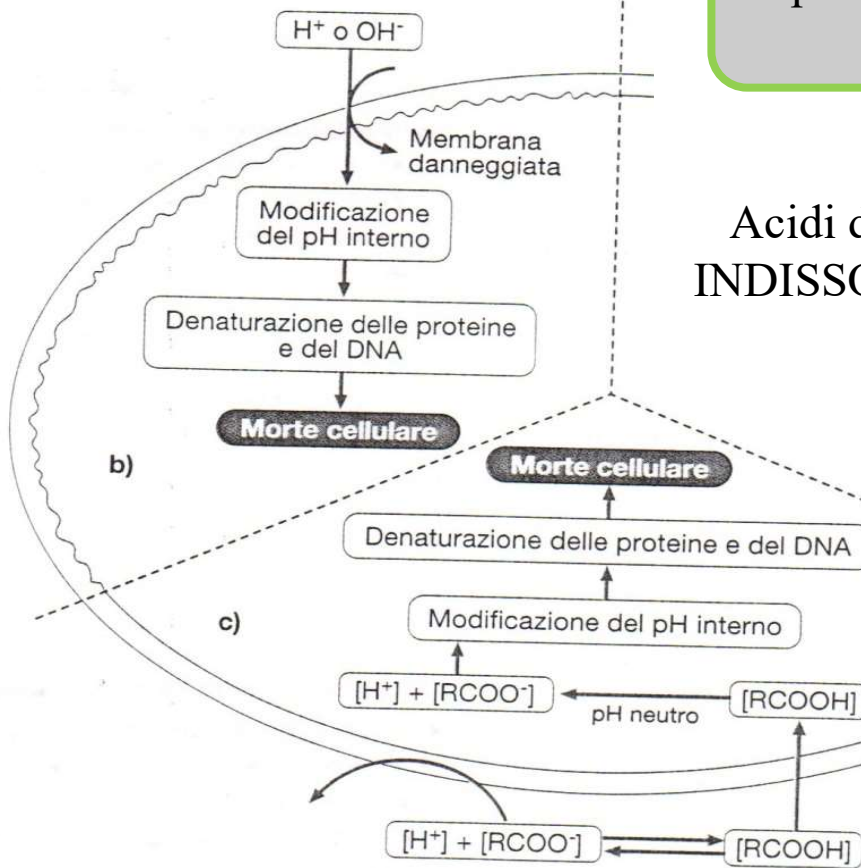 H⁺ o OH⁻
Membrana
danneggiata
Modificazione
del pH interno
Denaturazione delle proteine
e del DNA
Morte cellulare
b)
Acidi
INDISSO
Morte cellulare
Denaturazione delle proteine e del DNA
c)
Modificazione del pH interno
[H⁺] + [RCOO⁻]
pH neutro
[RCOOH]
[H⁺] + [RCOO⁻]
[RCOOH]